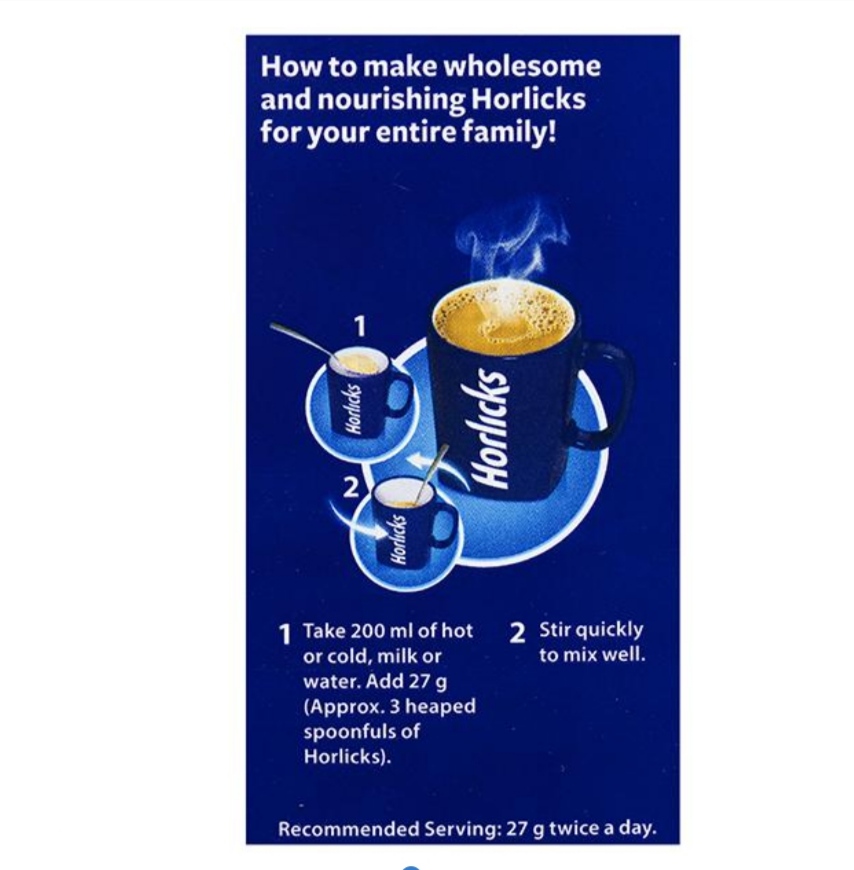 How to make wholesome
and nourishing Horlicks
for your entire family!
1
Horlicks
Horlicks
2
Horlicks
1 Take 200 ml of hot
or cold, milk or
water. Add 27 g
(Approx. 3 heaped
spoonfuls of
Horlicks).
2 Stir quickly
to mix well.
Recommended Serving: 27 g twice a day.